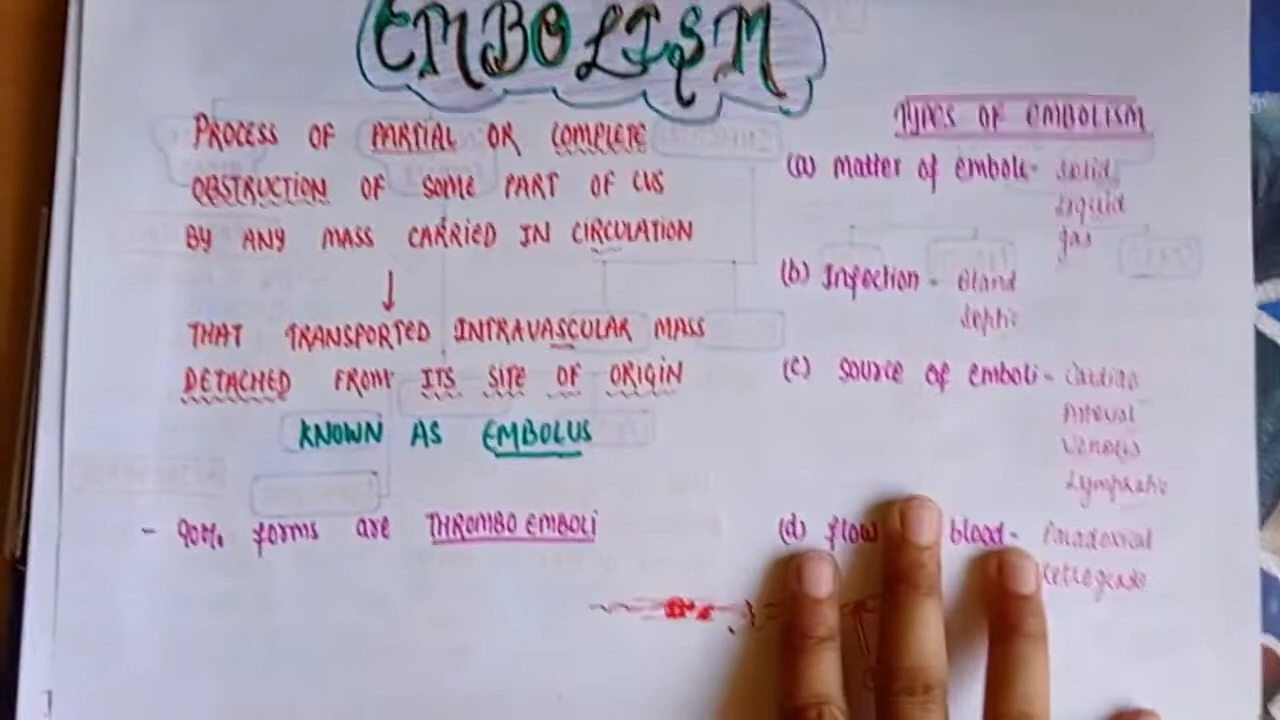 EMBOLISM
PROCESS OF PARTIAL OR COMPLETE
OBSTRUCTION OF SOME PART OF CVS
BY ANY MASS CARRIED IN CIRCULATION
↓
THAT TRANSPORTED INTRAVASCULAR MASS
DETACHED FROM ITS SITE OF ORIGIN
KNOWN AS EMBOLUS
- 90% forms are THROMBO EMBOLI
TYPES OF EMBOLISM
(a) matter of emboli - Solid
Liquid
gas
(b) Infection - Bland
Septic
(c) source of emboli - Cardiac
Arterial
Venous
Lymphatic
(d) flow blood - Paradoxical
Retrograde